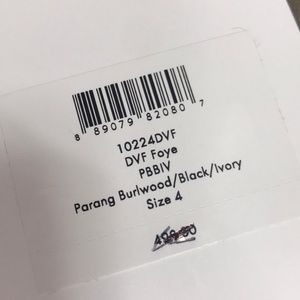 8 89079 82080 7
10224DVF
DVF Foye
PBBIV
Parang Burlwood/Black/Ivory
Size 4